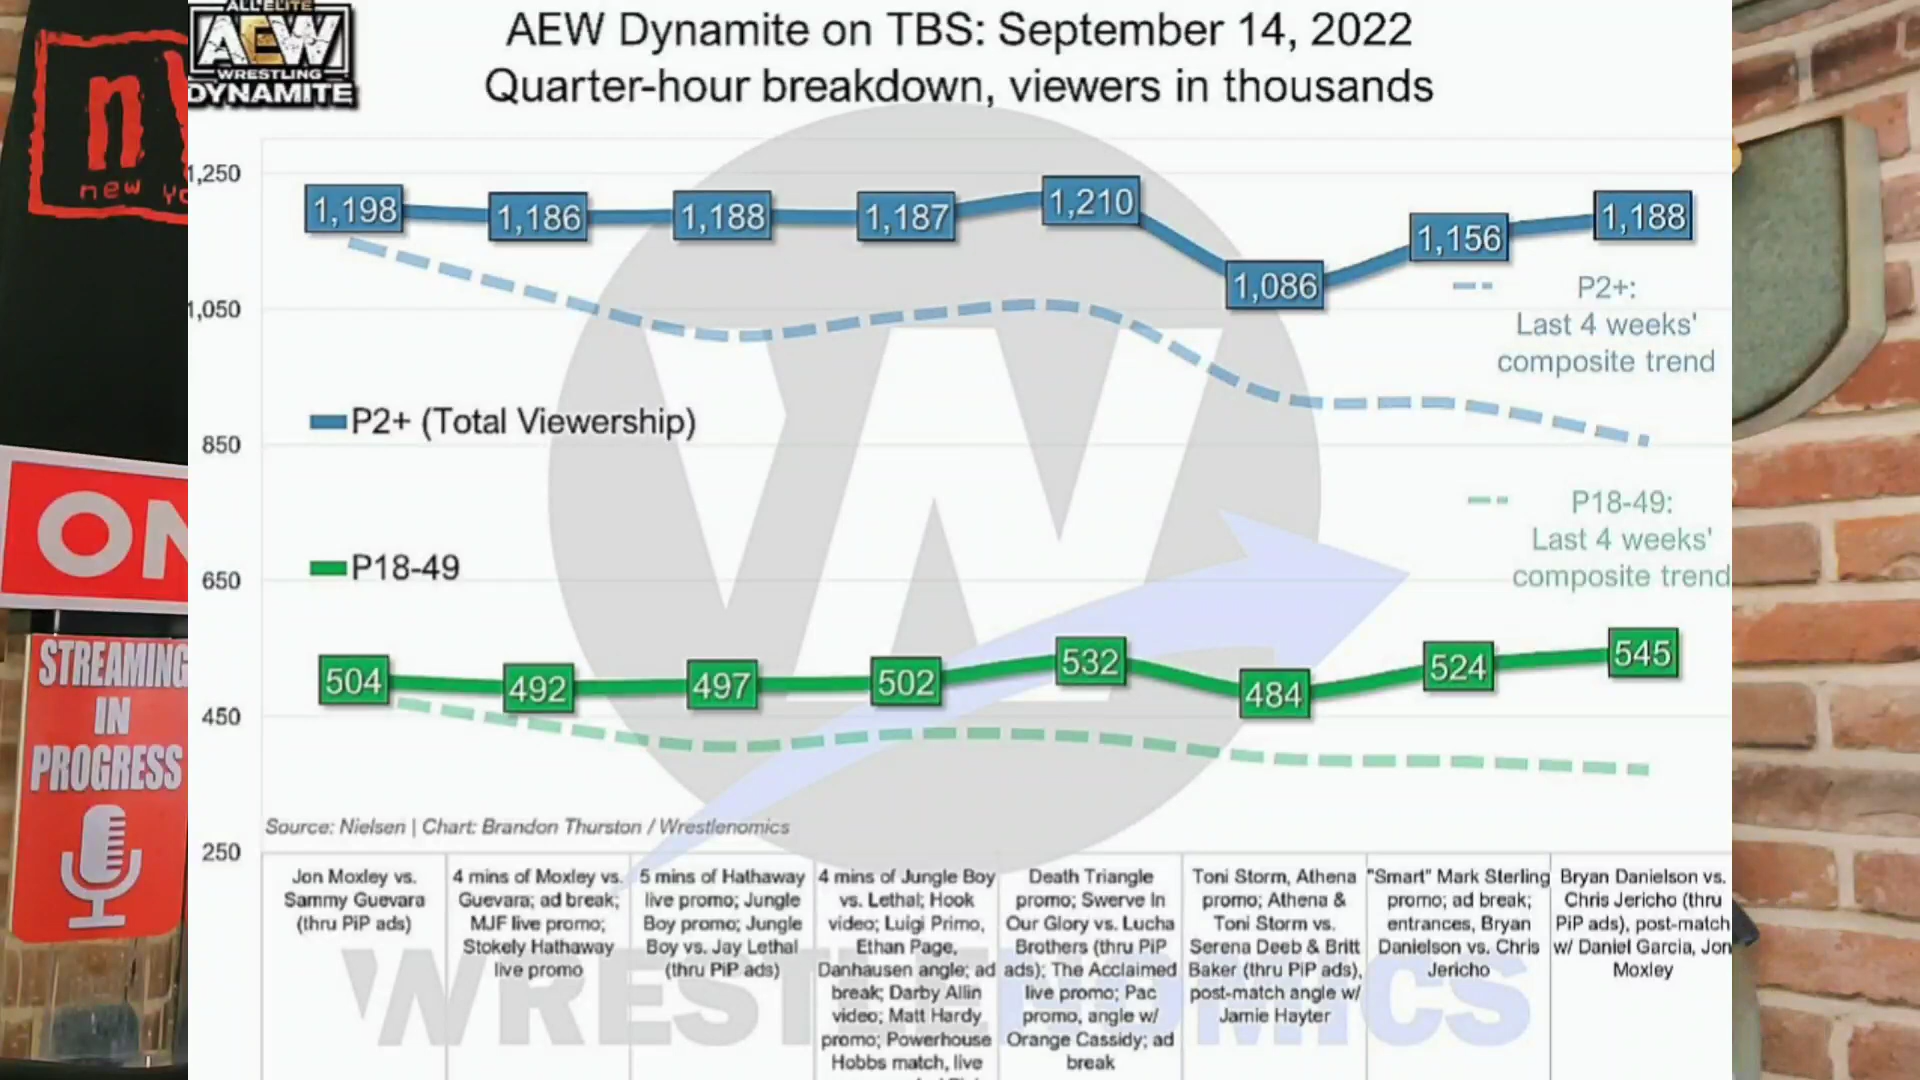 ALL ELITE
AEW
WRESTLING
DYNAMITE
AEW Dynamite on TBS: September 14, 2022
Quarter-hour breakdown, viewers in thousands
new
1,250
1,198
1,186
1,188
1,187
1,210
1,086
1,156
1,188
1,050
P2+:
Last 4 weeks'
composite trend
P2+ (Total Viewership)
850
P18-49:
Last 4 weeks'
composite trend
P18-49
650
ON
504
492
497
502
532
484
524
545
450
STREAMING
IN
PROGRESS
Source: Nielsen | Chart: Brandon Thurston / Wrestlenomics
250
Jon Moxley vs.
Sammy Guevara
(thru PiP ads)
4 mins of Moxley vs.
Guevara; ad break;
MJF live promo;
Stokely Hathaway
live promo
5 mins of Hathaway
live promo; Jungle
Boy promo; Jungle
Boy vs. Jay Lethal
(thru PiP ads)
4 mins of Jungle Boy
vs. Lethal; Hook
video; Luigi Primo,
Ethan Page,
Danhausen angle; ad
break; Darby Allin
video; Matt Hardy
promo; Powerhouse
Hobbs match, live
Death Triangle
promo; Swerve In
Our Glory vs. Lucha
Brothers (thru PiP
ads); The Acclaimed
live promo; Pac
promo, angle w/
Orange Cassidy; ad
break
Toni Storm, Athena
promo; Athena &
Toni Storm vs.
Serena Deeb & Britt
Baker (thru PiP ads),
post-match angle w/
Jamie Hayter
"Smart" Mark Sterling
promo; ad break;
entrances, Bryan
Danielson vs. Chris
Jericho
Bryan Danielson vs.
Chris Jericho (thru
PiP ads), post-match
w/ Daniel Garcia, Jon
Moxley
WRESTLENOMICS